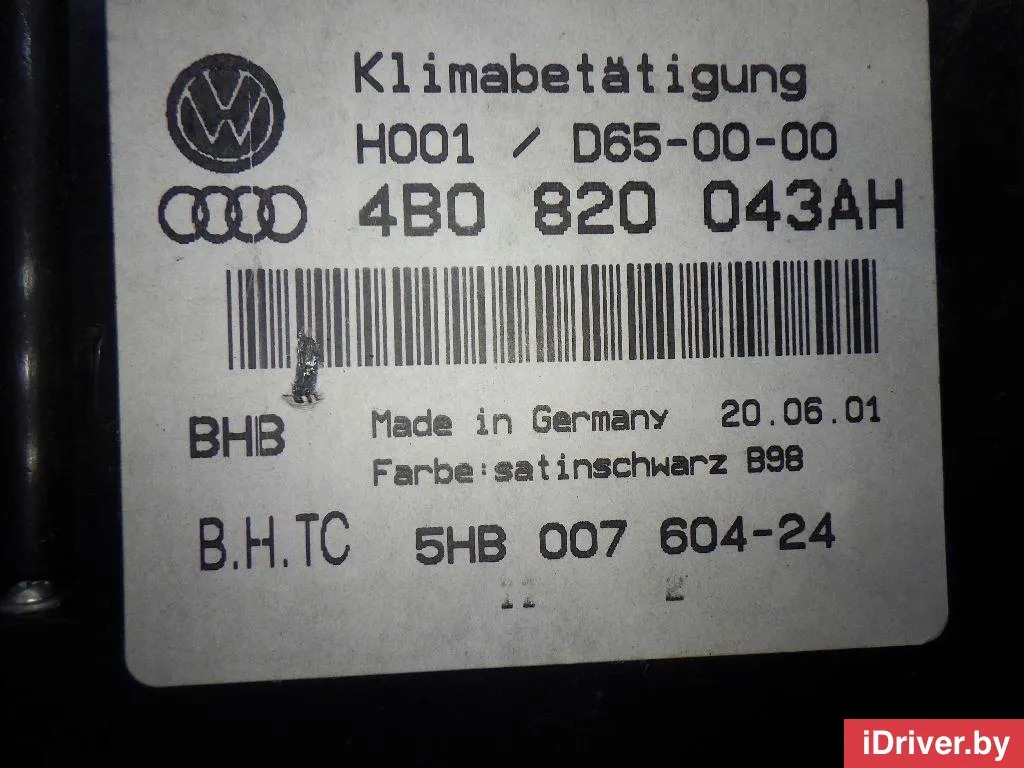 Klimabetätigung
H001 / D65-00-00
4B0 820 043AH
BHB
Made in Germany 20.06.01
Farbe:satinschwarz B98
B.H.TC 5HB 007 604-24
iDriver.by